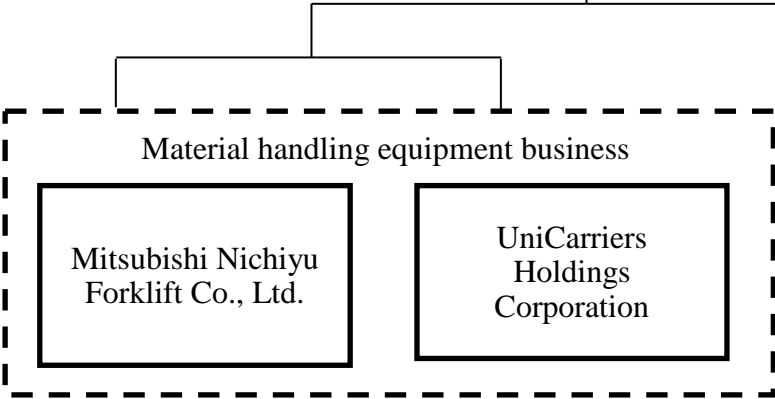 Material handling equipment business
Mitsubishi Nichiyu
Forklift Co., Ltd.
UniCarriers
Holdings
Corporation